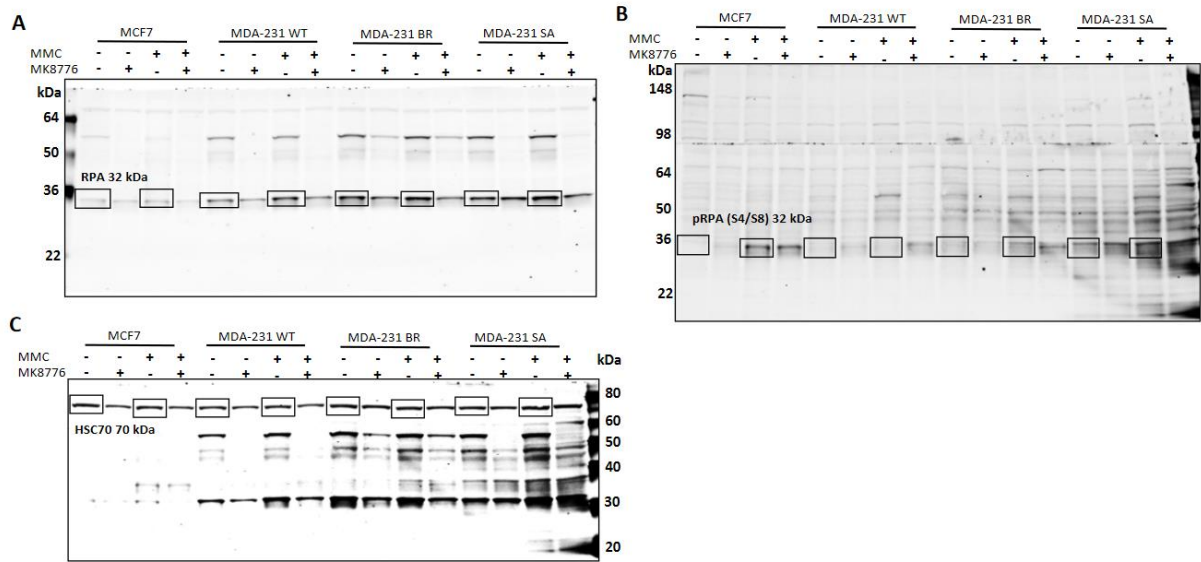 A
MCF7 MDA-231 WT MDA-231 BR MDA-231 SA
MMC - - + + - - + + - - + + - - + +
MK8776 - + - + - + - + - + - + - + - +
kDa
64
50
RPA 32 kDa
36
22
B
MCF7 MDA-231 WT MDA-231 BR MDA-231 SA
MMC - - + + - - + + - - + + - - + +
MK8776 - + - + - + - + - + - + - + - +
kDa
148
98
64
50
pRPA (S4/S8) 32 kDa
36
22
C
MCF7 MDA-231 WT MDA-231 BR MDA-231 SA
MMC - - + + - - + + - - + + - - + + kDa
MK8776 - + - + - + - + - + - + - + - +
80
60
HSC70 70 kDa
50
40
30
20